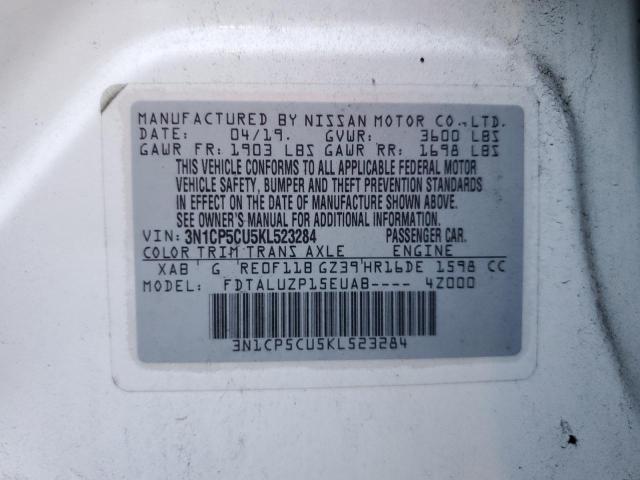 MANUFACTURED BY NISSAN MOTOR CO.,LTD.
DATE: 04/19. GVWR: 3600 LBS
GAWR FR: 1903 LBS GAWR RR: 1698 LBS
THIS VEHICLE CONFORMS TO ALL APPLICABLE FEDERAL MOTOR
VEHICLE SAFETY, BUMPER AND THEFT PREVENTION STANDARDS
IN EFFECT ON THE DATE OF MANUFACTURE SHOWN ABOVE.
SEE OWNER'S MANUAL FOR ADDITIONAL INFORMATION.
VIN: 3N1CP5CU5KL523284 PASSENGER CAR.
COLOR TRIM TRANS AXLE ENGINE
XAB' G 'RE0F11B GZ39'HR16DE 1598 CC
MODEL: FDTALUZP15EUAB---- 4Z000
3N1CP5CU5KL523284